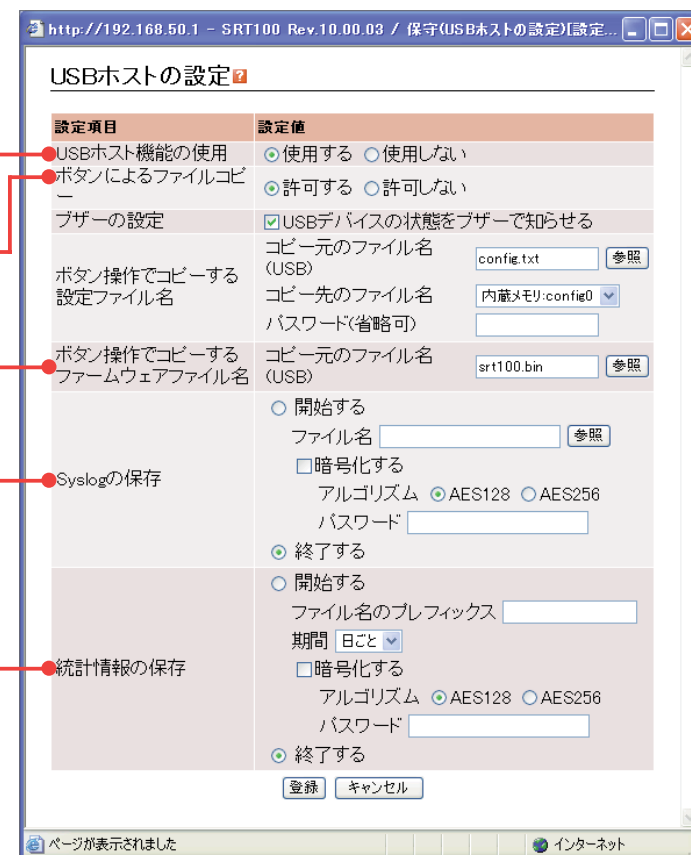 http://192.168.50.1 - SRT100 Rev.10.00.03 / 保守(USBホストの設定)[設定...
USBホストの設定?
設定項目 設定値
USBホスト機能の使用 使用する 使用しない
ボタンによるファイルコピ
ー
許可する 許可しない
ブザーの設定 USBデバイスの状態をブザーで知らせる
ボタン操作でコピーする
設定ファイル名
コピー元のファイル名
(USB)
config.txt 参照
コピー先のファイル名 内蔵メモリ:config0
パスワード(省略可)
ボタン操作でコピーする
ファームウェアファイル名
コピー元のファイル名
(USB)
srt100.bin 参照
Syslogの保存
開始する
ファイル名 参照
暗号化する
アルゴリズム AES128 AES256
パスワード
終了する
統計情報の保存
開始する
ファイル名のプレフィックス
期間 日ごと
暗号化する
アルゴリズム AES128 AES256
パスワード
終了する
登録 キャンセル
ページが表示されました インターネット